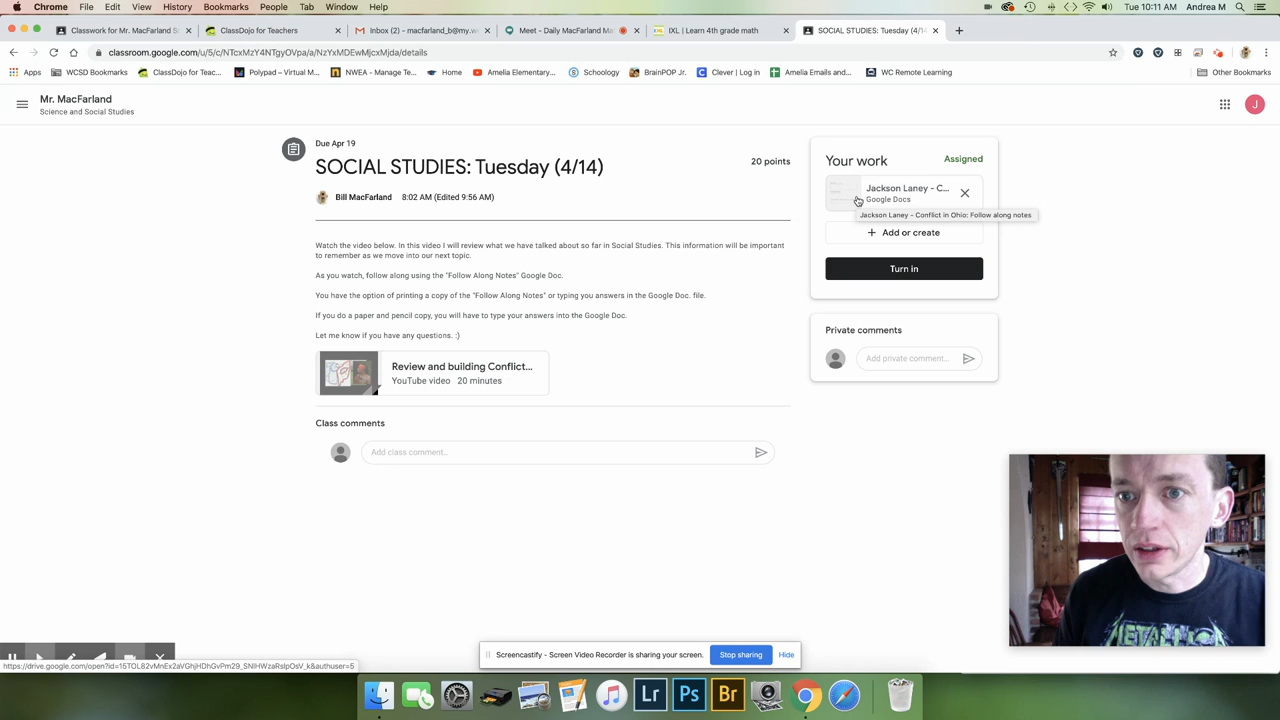 Chrome File Edit View History Bookmarks People Tab Window Help Tue 10:11 AM Andrea M
Classwork for Mr. MacFarland S ClassDojo for Teachers Inbox (20) - macfarland_b@my.w Meet - Daily MacFarland Ma IXL | Learn 4th grade math SOCIAL STUDIES: Tuesday (4/14
classroom.google.com/u/5/c/NTcxMzY4NTgyOVpa/a/NzYxMDEwMjcxMjda/details
Apps WCSD Bookmarks ClassDojo for Teac... Polypad – Virtual M... NWEA - Manage Te... Home Amelia Elementary... Schoology BrainPOP Jr. Clever | Log in Amelia Emails and... WC Remote Learning Other Bookmarks
Mr. MacFarland
Science and Social Studies
J
Due Apr 19
SOCIAL STUDIES: Tuesday (4/14)
20 points
Bill MacFarland 8:02 AM (Edited 9:56 AM)
Watch the video below. In this video I will review what we have talked about so far in Social Studies. This information will be important
to remember as we move into our next topic.
As you watch, follow along using the "Follow Along Notes" Google Doc.
You have the option of printing a copy of the "Follow Along Notes" or typing you answers in the Google Doc. file.
If you do a paper and pencil copy, you will have to type your answers into the Google Doc.
Let me know if you have any questions. :)
Review and building Conflict...
YouTube video 20 minutes
Class comments
Add class comment...
Your work Assigned
Jackson Laney - C...
Google Docs
Jackson Laney - Conflict in Ohio: Follow along notes
+ Add or create
Turn in
Private comments
Add private comment...
METALLICA
Screencastify - Screen Video Recorder is sharing your screen. Stop sharing Hide
Lr Ps Br